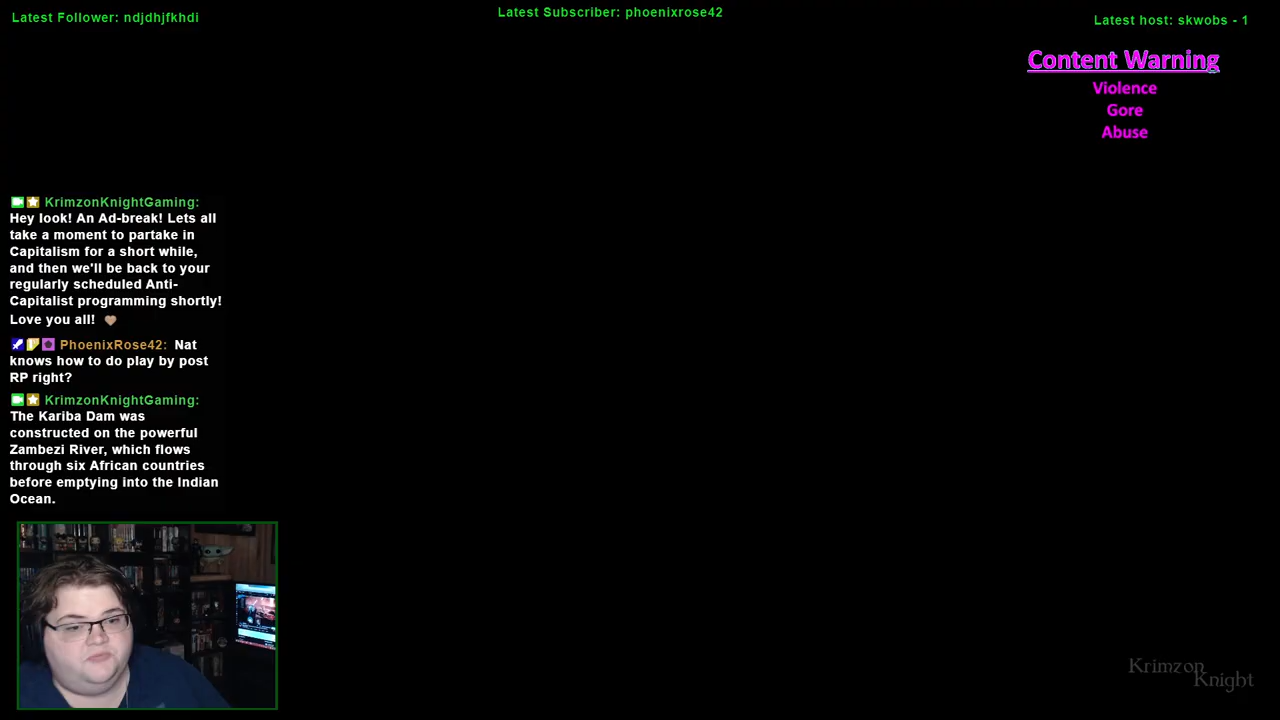 Latest Follower: ndjdhjfkhdi
Latest Subscriber: phoenixrose42
Latest host: skwobs - 1
Content Warning
Violence
Gore
Abuse
KrimzonKnightGaming:
Hey look! An Ad-break! Lets all
take a moment to partake in
Capitalism for a short while,
and then we'll be back to your
regularly scheduled Anti-
Capitalist programming shortly!
Love you all!
PhoenixRose42: Nat
knows how to do play by post
RP right?
KrimzonKnightGaming:
The Kariba Dam was
constructed on the powerful
Zambezi River, which flows
through six African countries
before emptying into the Indian
Ocean.
Krimzon
Knight